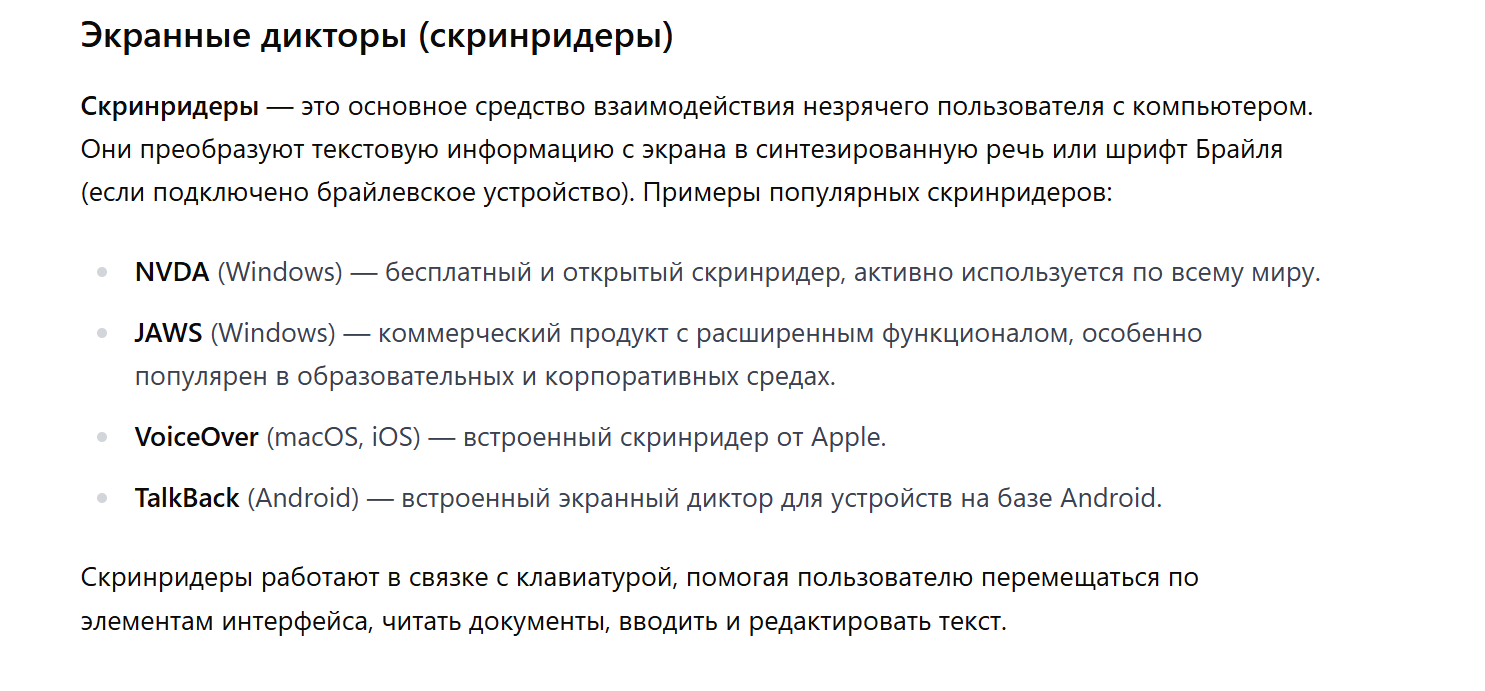 Экранные дикторы (скринридеры)
Скринридеры — это основное средство взаимодействия незрячего пользователя с компьютером.
Они преобразуют текстовую информацию с экрана в синтезированную речь или шрифт Брайля
(если подключено брайлевское устройство). Примеры популярных скринридеров:
NVDA (Windows) — бесплатный и открытый скринридер, активно используется по всему миру.
JAWS (Windows) — коммерческий продукт с расширенным функционалом, особенно
популярен в образовательных и корпоративных средах.
VoiceOver (macOS, iOS) — встроенный скринридер от Apple.
TalkBack (Android) — встроенный экранный диктор для устройств на базе Android.
Скринридеры работают в связке с клавиатурой, помогая пользователю перемещаться по
элементам интерфейса, читать документы, вводить и редактировать текст.